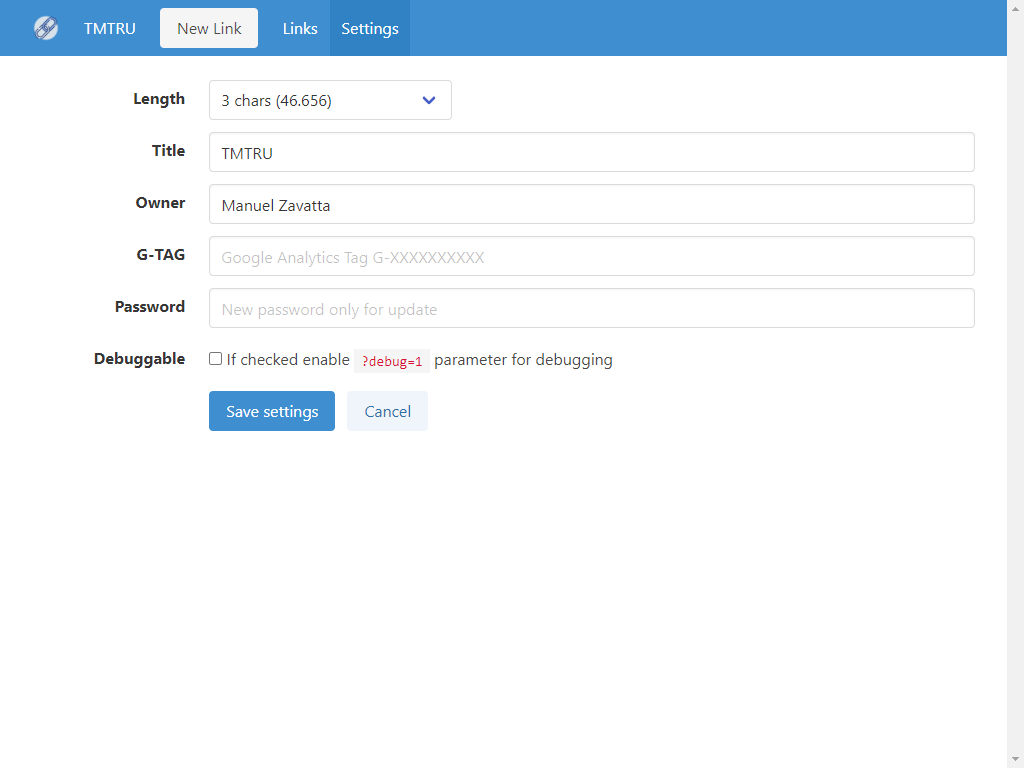 TMTRU New Link Links Settings
Length 3 chars (46.656)
Title TMTRU
Owner Manuel Zavatta
G-TAG Google Analytics Tag G-XXXXXXXXXX
Password New password only for update
Debuggable If checked enable ?debug=1 parameter for debugging
Save settings Cancel